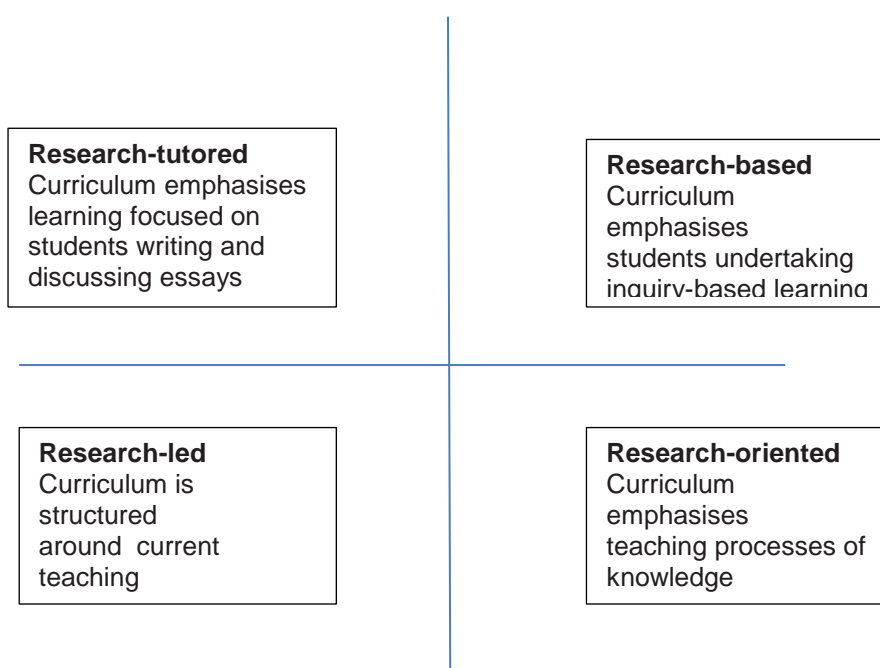 Research-tutored
Curriculum emphasises
learning focused on
students writing and
discussing essays
Research-based
Curriculum
emphasises
students undertaking
inquiry-based learning
Research-led
Curriculum is
structured
around current
teaching
Research-oriented
Curriculum
emphasises
teaching processes of
knowledge